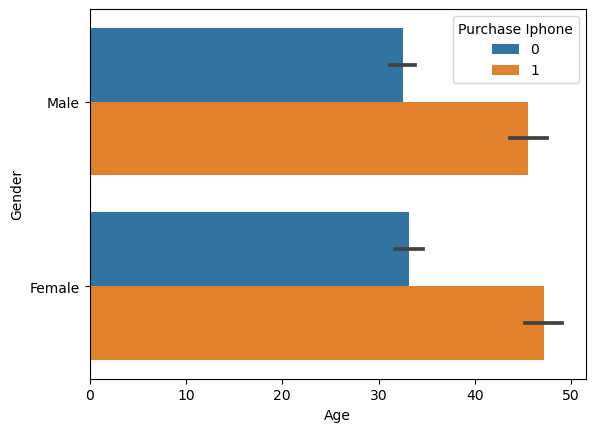 Purchase Iphone
0
1
Male
Female
Gender
0 10 20 30 40 50
Age